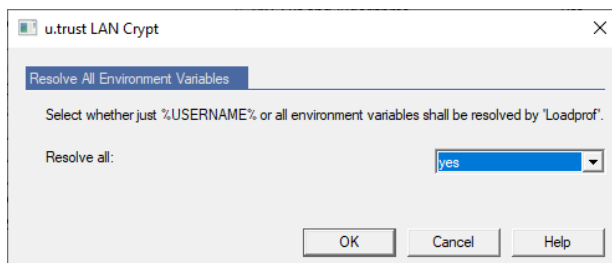 u.trust LAN Crypt
Resolve All Environment Variables
Select whether just %USERNAME% or all environment variables shall be resolved by 'Loadprof'.
Resolve all:
yes
OK
Cancel
Help